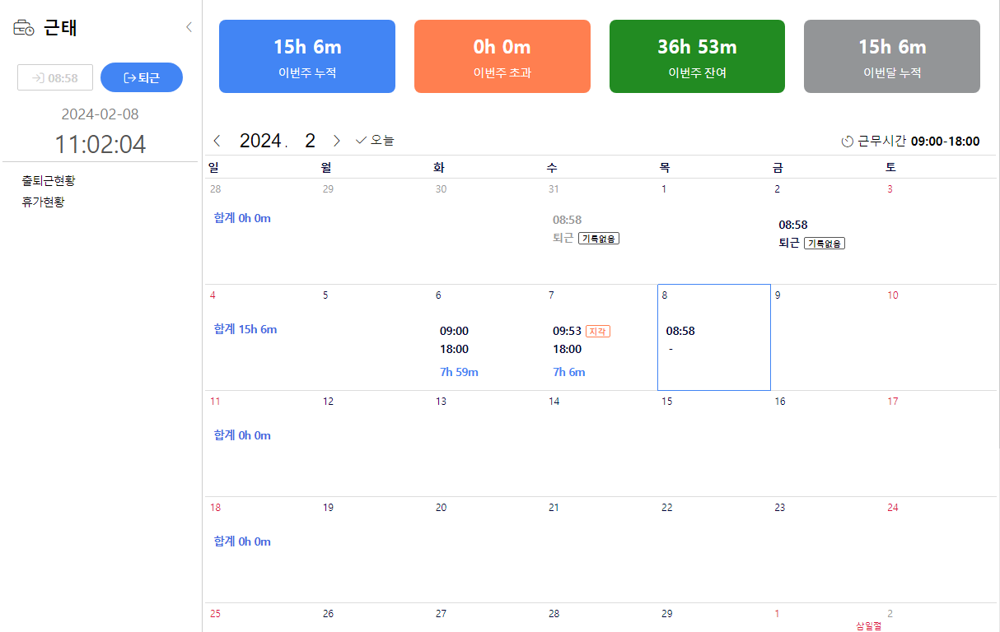 근태
08:58
퇴근
2024-02-08
11:02:04
출퇴근현황
휴가현황
15h 6m
이번주 누적
0h 0m
이번주 초과
36h 53m
이번주 잔여
15h 6m
이번달 누적
2024. 2 오늘
근무시간 09:00-18:00
일 월 화 수 목 금 토
28 29 30 31 1 2 3
합계 0h 0m
08:58
퇴근 기록없음
08:58
퇴근 기록없음
4 5 6 7 8 9 10
합계 15h 6m
09:00
18:00
7h 59m
09:53 지각
18:00
7h 6m
08:58
-
11 12 13 14 15 16 17
합계 0h 0m
18 19 20 21 22 23 24
합계 0h 0m
25 26 27 28 29 1 2
삼일절